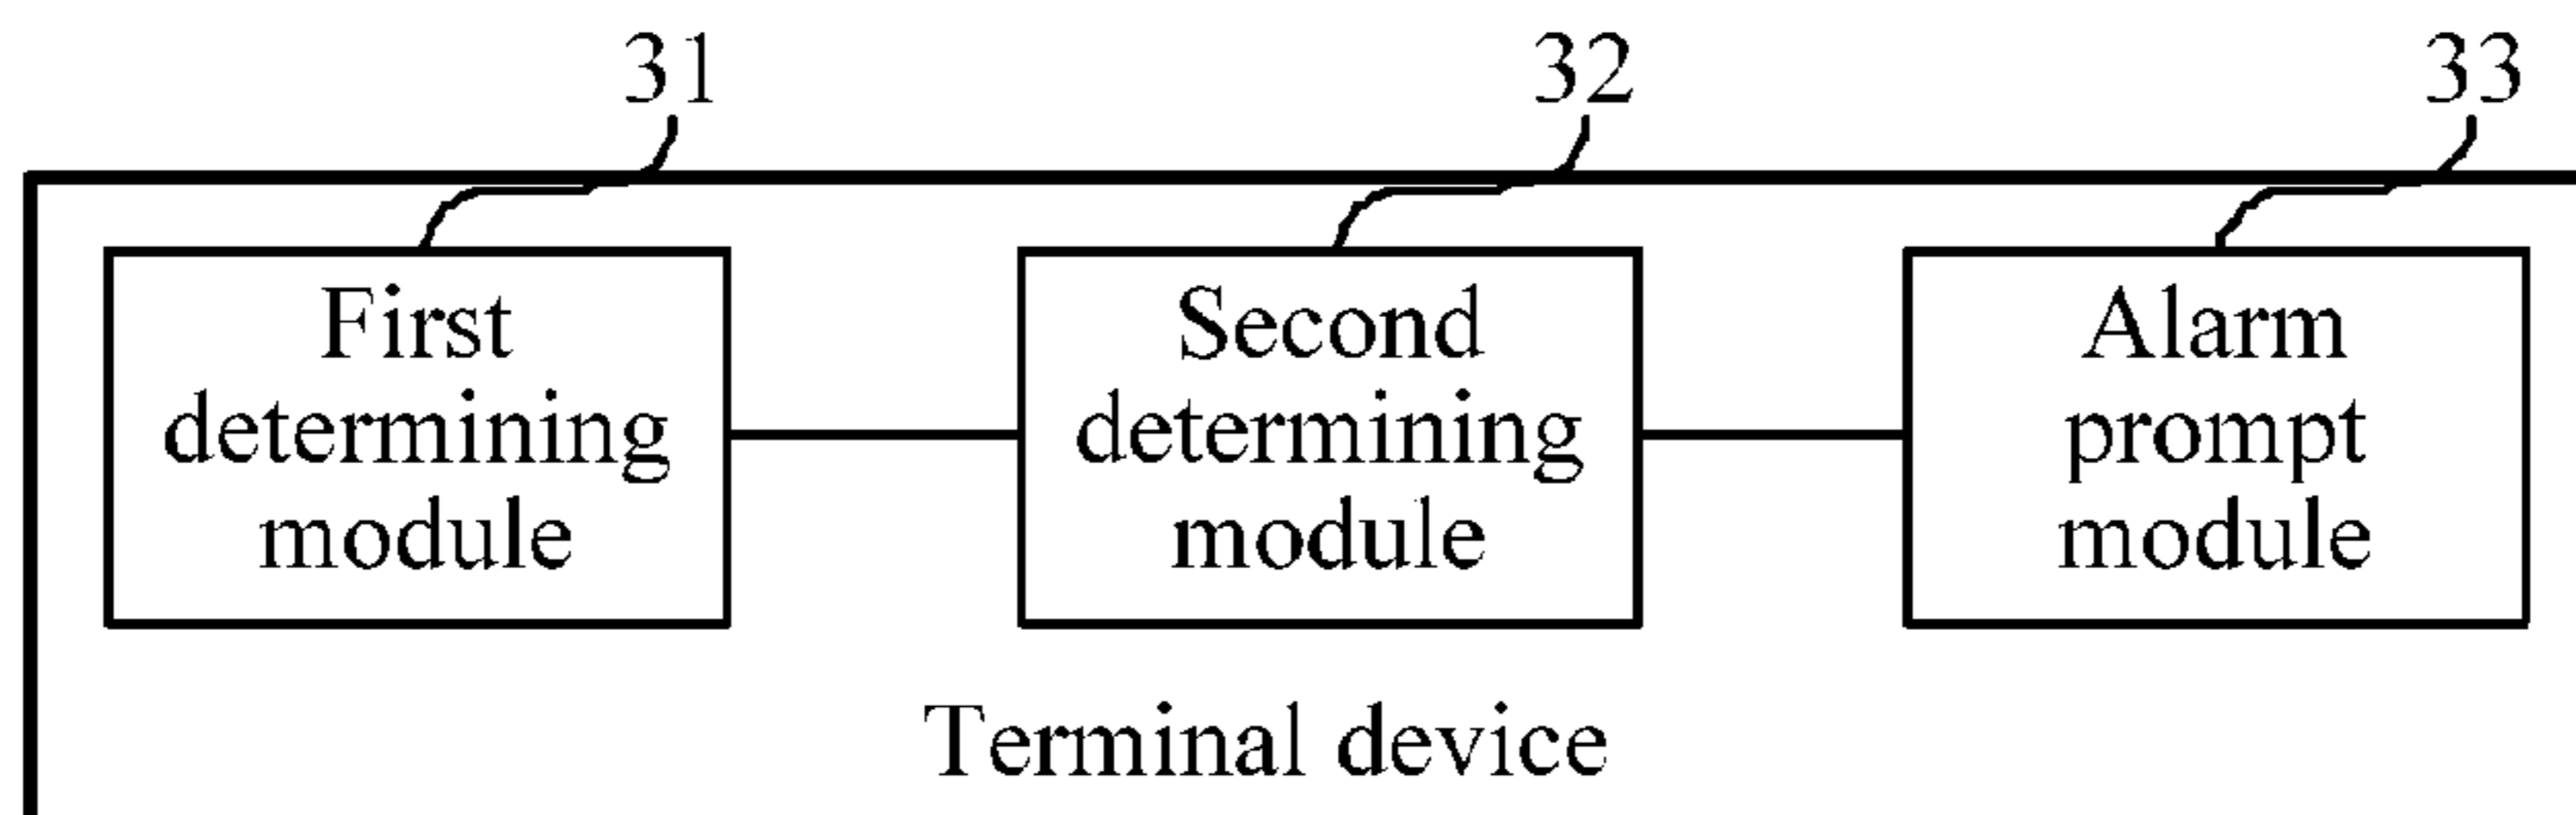 31
32
33
First
determining
module
Second
determining
module
Alarm
prompt
module
Terminal device